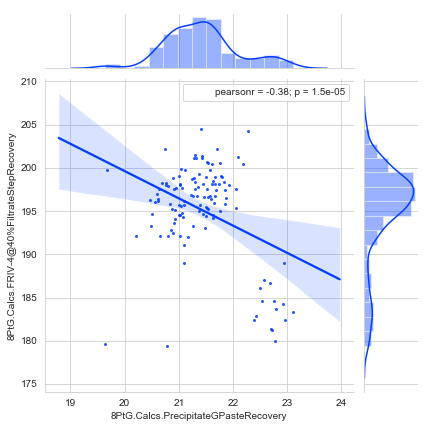 pearsonr = -0.38; p = 1.5e-05
210
205
200
195
190
185
180
175
8PtG.Calcs.FRIV-4@40%FiltrateStepRecovery
19 20 21 22 23 24
8PtG.Calcs.PrecipitateGPasteRecovery